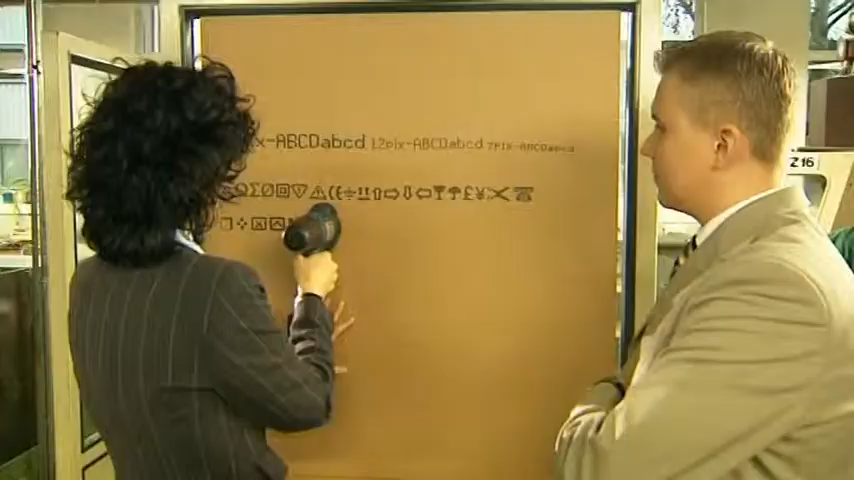 x-ABCDabcd 12pix-ABCDabcd 7PIX-ABCDabcd
Ω Σ Ö ⚠ ( € ÷ !! ⇧ ⇨ ⇩ ⇦ ☂ £ ¥ ✂ ☎
Z16